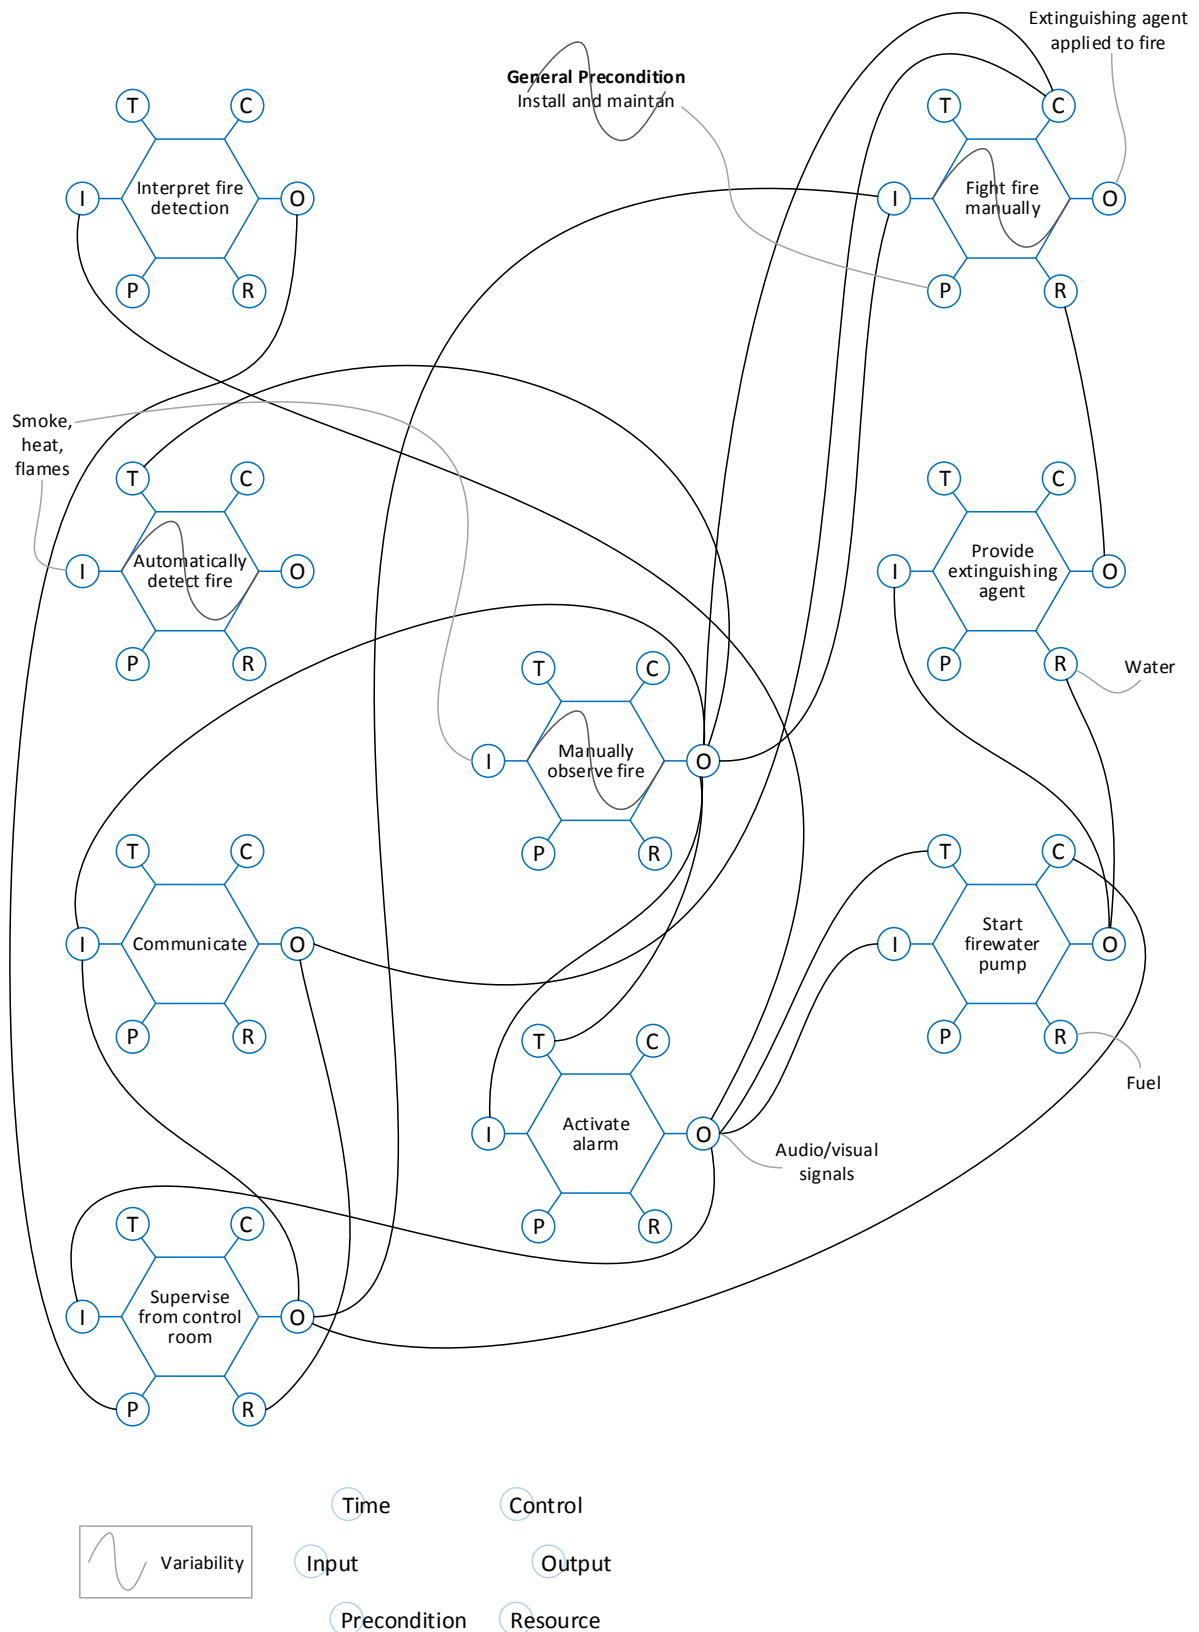 Extinguishing agent
applied to fire
General Precondition
Install and maintan
T
C
I
Interpret fire
detection
O
P
R
T
C
I
Fight fire
manually
O
P
R
Smoke,
heat,
flames
T
C
I
Automatically
detect fire
O
P
R
T
C
I
Provide
extinguishing
agent
O
P
R
Water
T
C
I
Manually
observe fire
O
P
R
T
C
I
Communicate
O
P
R
T
C
I
Start
firewater
pump
O
P
R
Fuel
T
C
I
Activate
alarm
O
P
R
Audio/visual
signals
T
C
I
Supervise
from control
room
O
P
R
Time
Control
Variability
Input
Output
Precondition
Resource